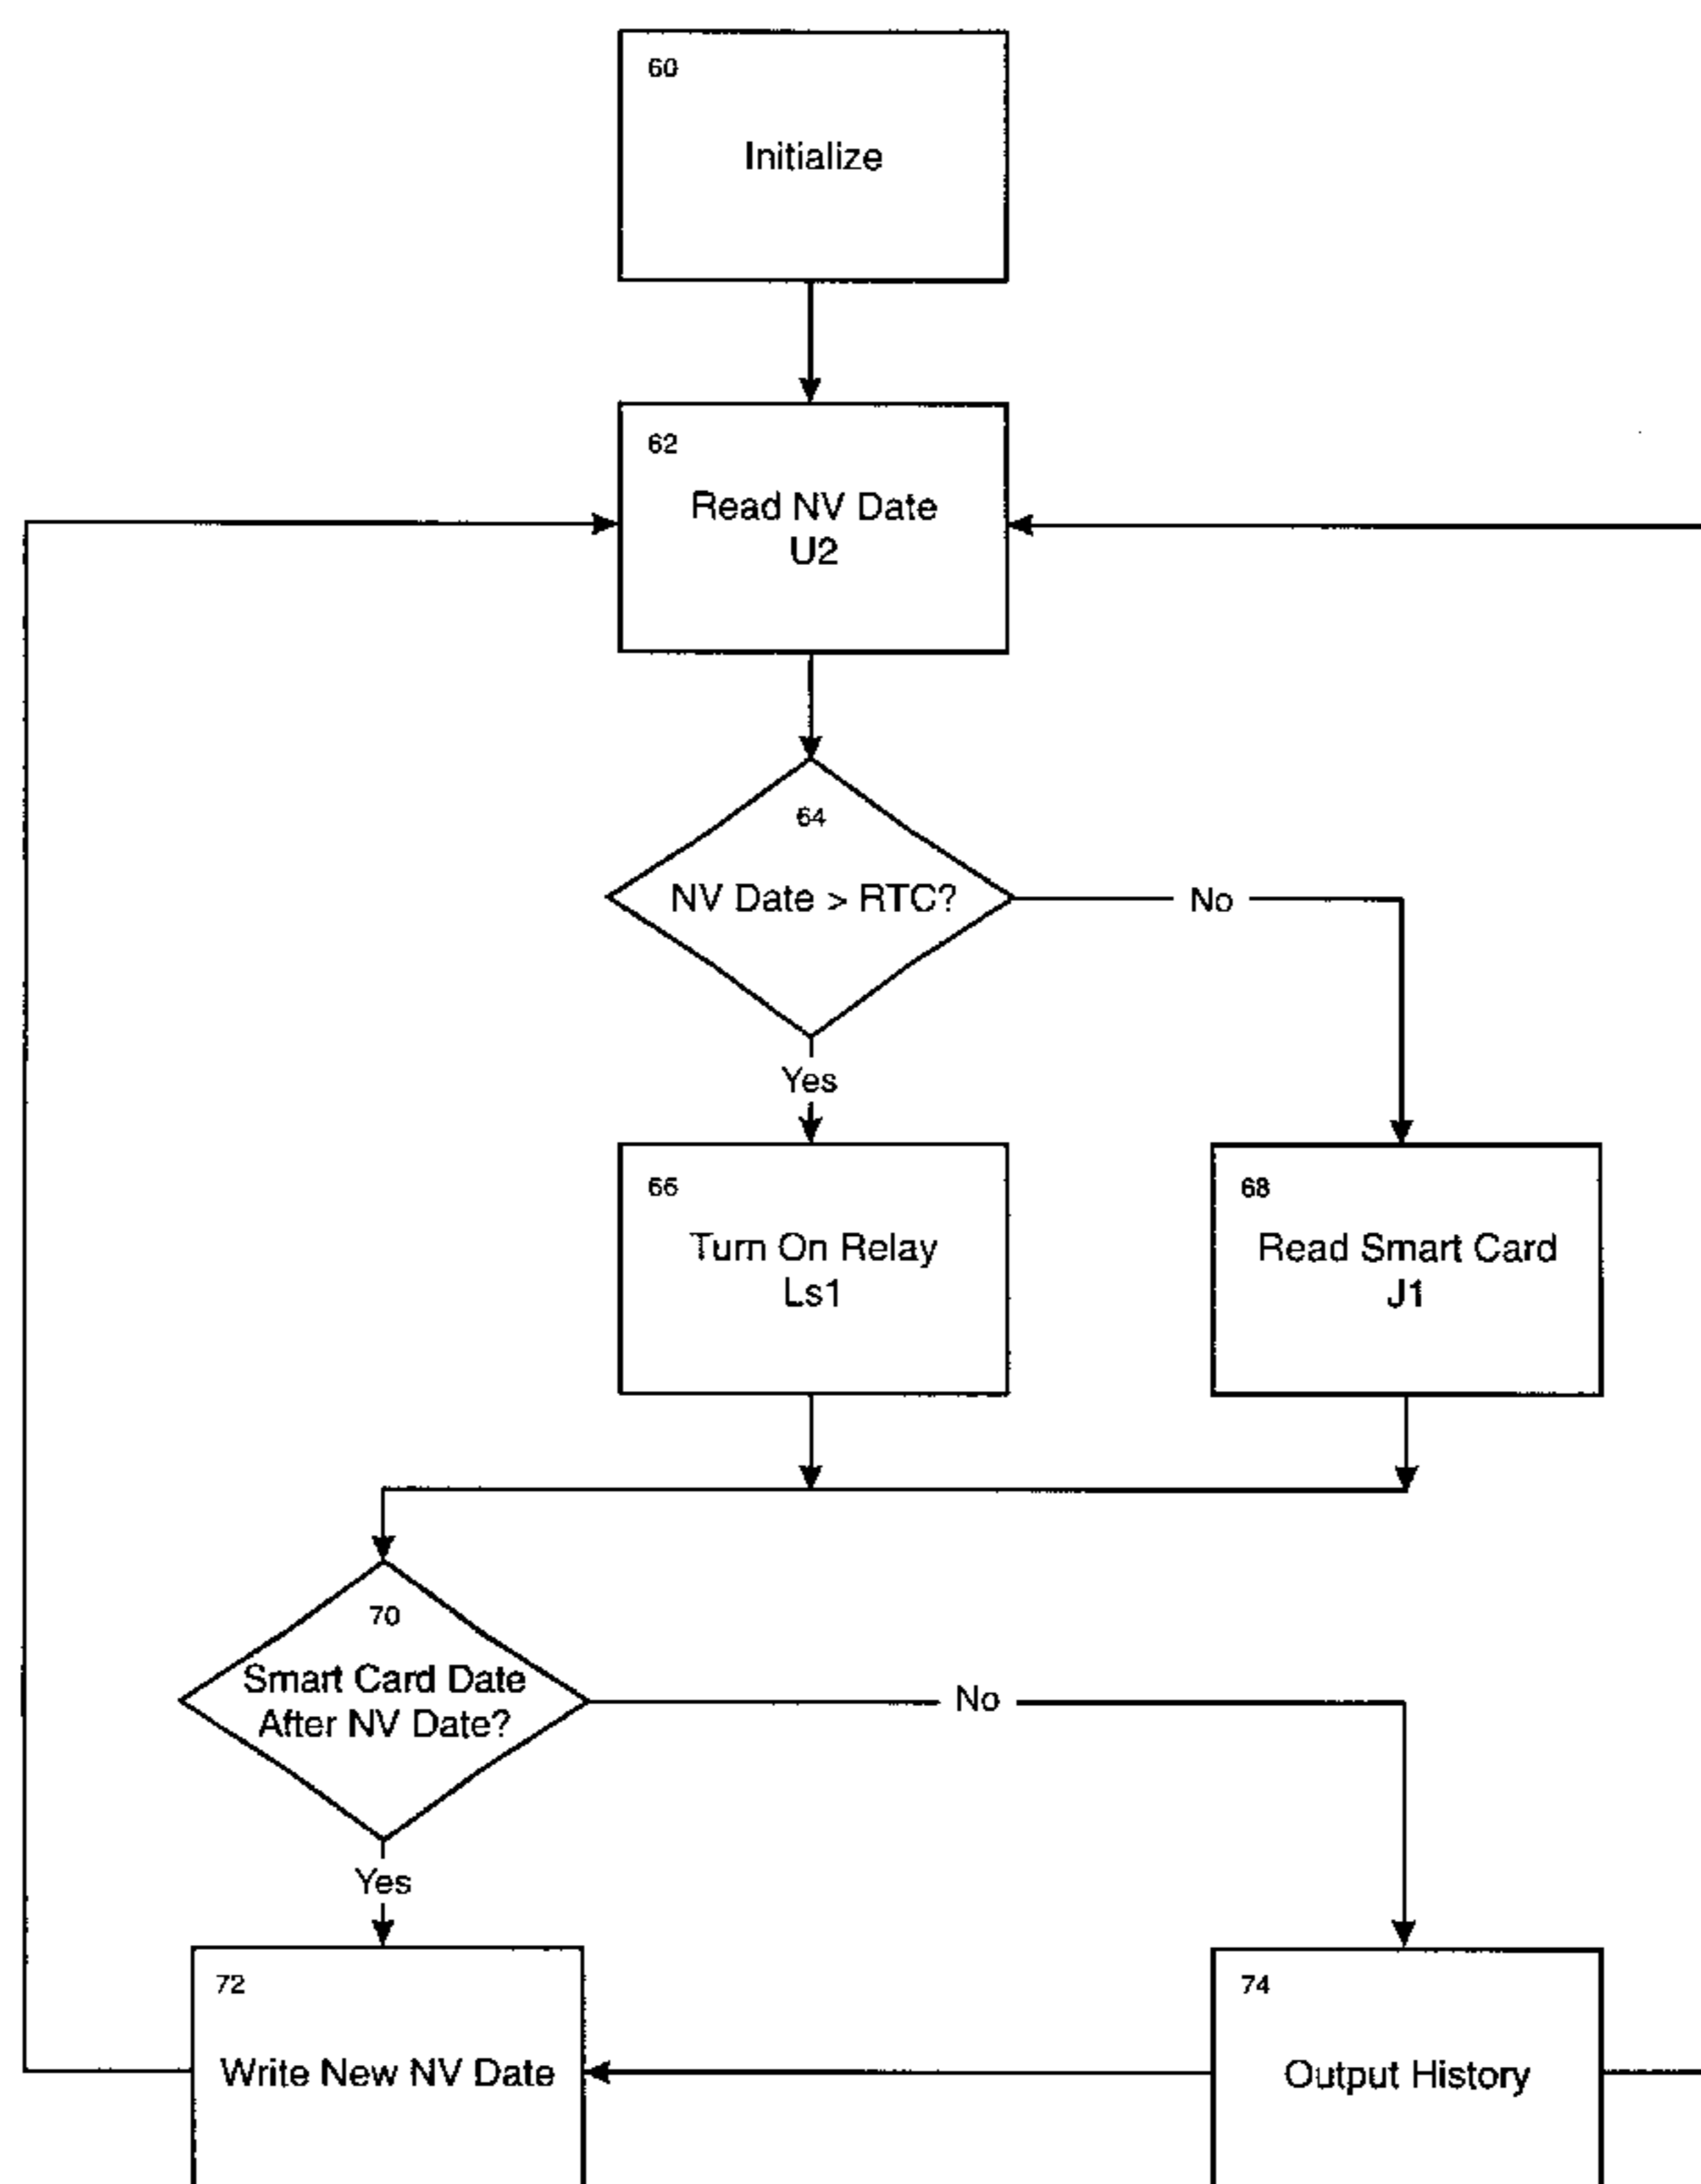 60
Initialize
62
Read NV Date
U2
64
NV Date > RTC?
No
Yes
66
Turn On Relay
Ls1
68
Read Smart Card
J1
70
Smart Card Date
After NV Date?
No
Yes
72
Write New NV Date
74
Output History